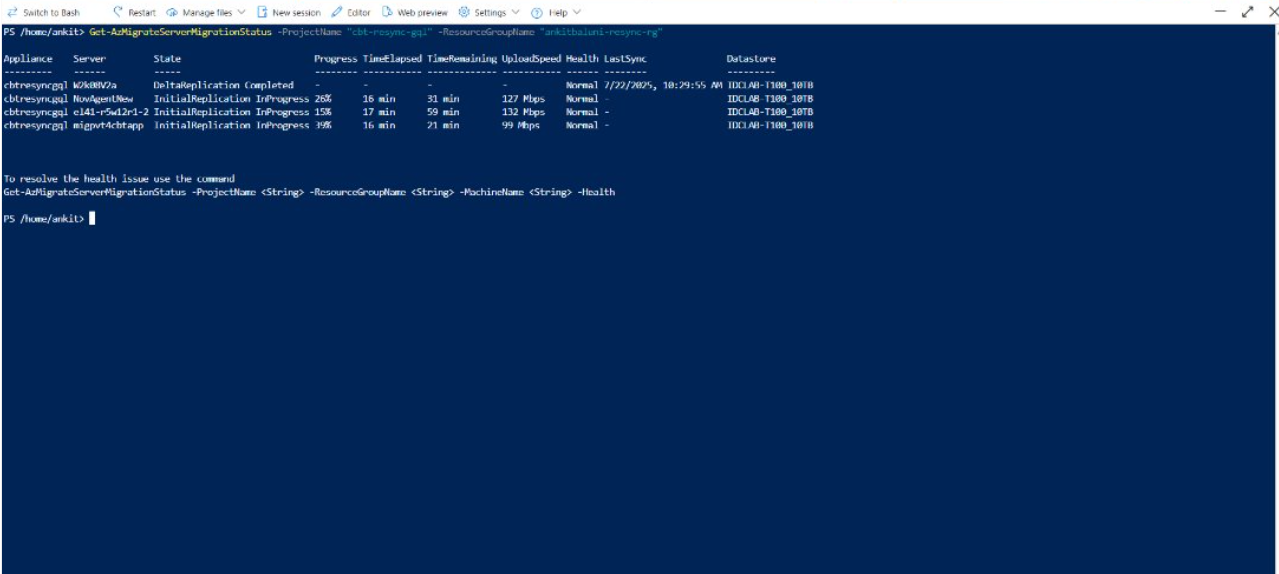 Switch to Bash Restart Manage files New session Editor Web preview Settings Help
PS /home/ankit> Get-AzMigrateServerMigrationStatus -ProjectName "cbt-resync-gql" -ResourceGroupName "ankitbaluni-resync-rg"
Appliance Server State Progress TimeElapsed TimeRemaining UploadSpeed Health LastSync Datastore
--------- ------ ----- -------- ----------- ------------- ----------- ------ -------- ---------
cbtresyncgql W2k08V2a DeltaReplication Completed - - - - Normal 7/22/2025, 10:29:55 AM IDCLAB-T100_10TB
cbtresyncgql NovAgentNew InitialReplication InProgress 26% 16 min 31 min 127 Mbps Normal - IDCLAB-T100_10TB
cbtresyncgql el41-r5w12r1-2 InitialReplication InProgress 15% 17 min 59 min 132 Mbps Normal - IDCLAB-T100_10TB
cbtresyncgql migpvt4cbtapp InitialReplication InProgress 39% 16 min 21 min 99 Mbps Normal - IDCLAB-T100_10TB
To resolve the health issue use the command
Get-AzMigrateServerMigrationStatus -ProjectName <String> -ResourceGroupName <String> -MachineName <String> -Health
PS /home/ankit>